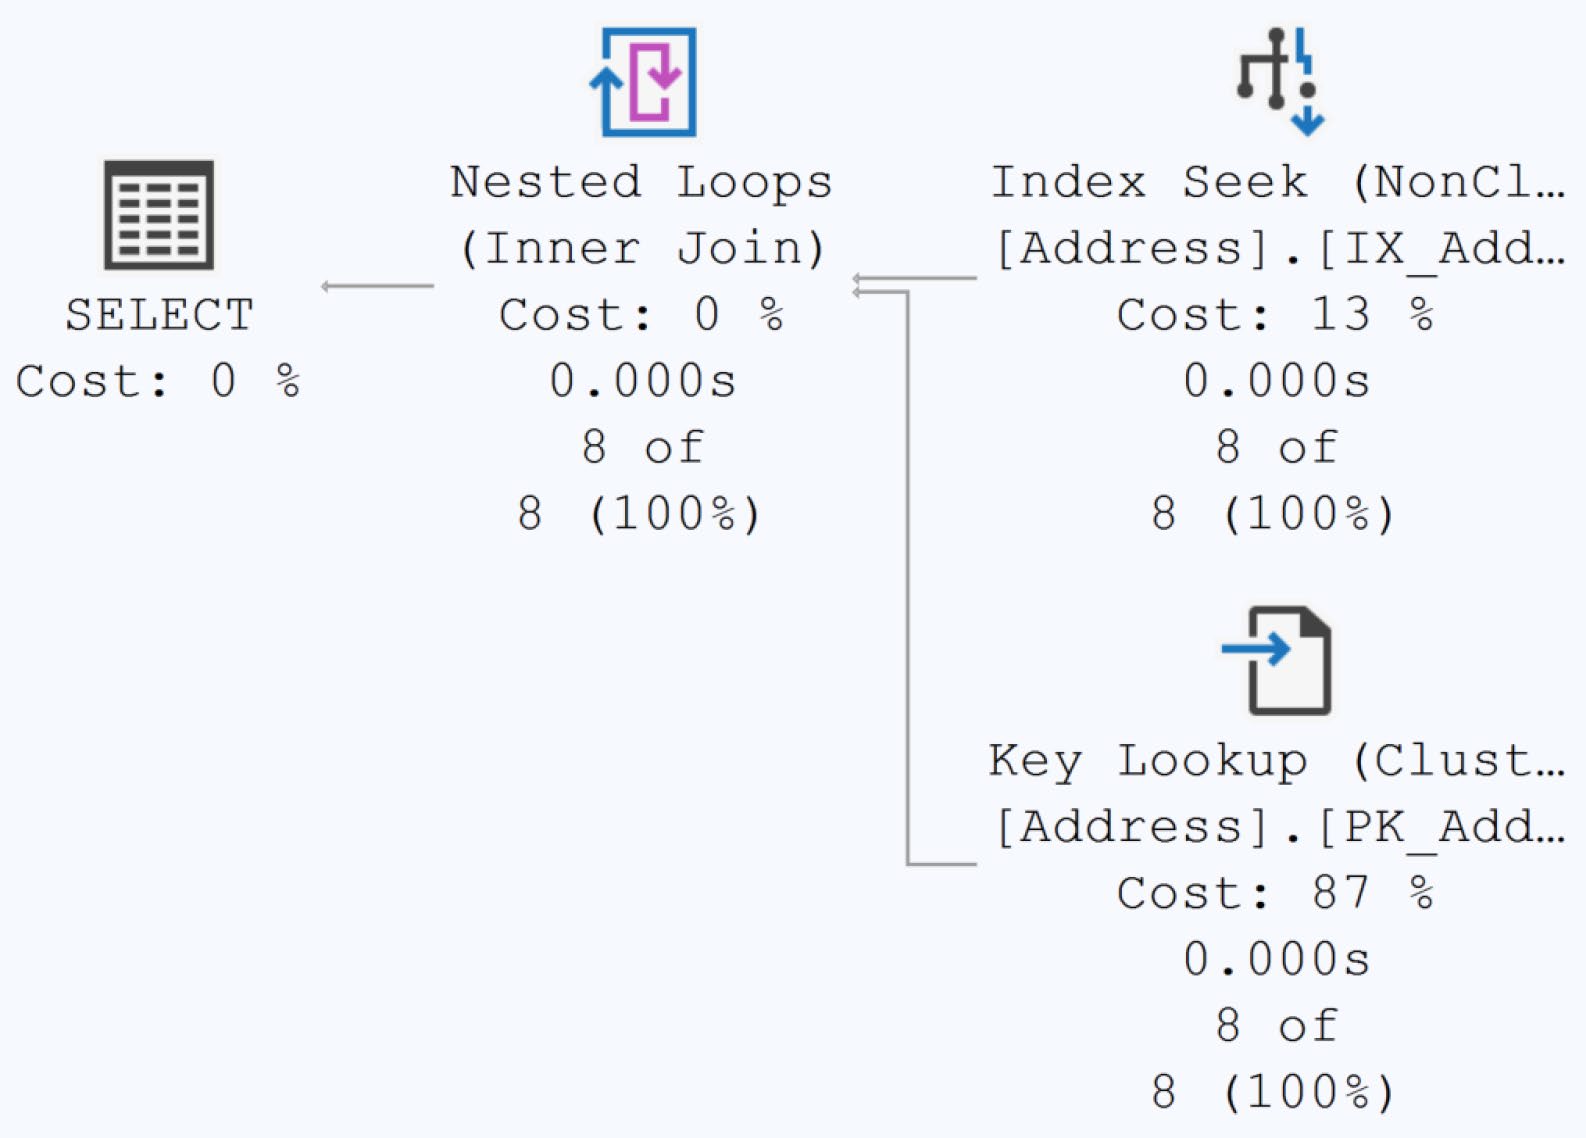 SELECT
Cost: 0 %
Nested Loops
(Inner Join)
Cost: 0 %
0.000s
8 of
8 (100%)
Index Seek (NonCl…
[Address].[IX_Add…
Cost: 13 %
0.000s
8 of
8 (100%)
Key Lookup (Clust…
[Address].[PK_Add…
Cost: 87 %
0.000s
8 of
8 (100%)